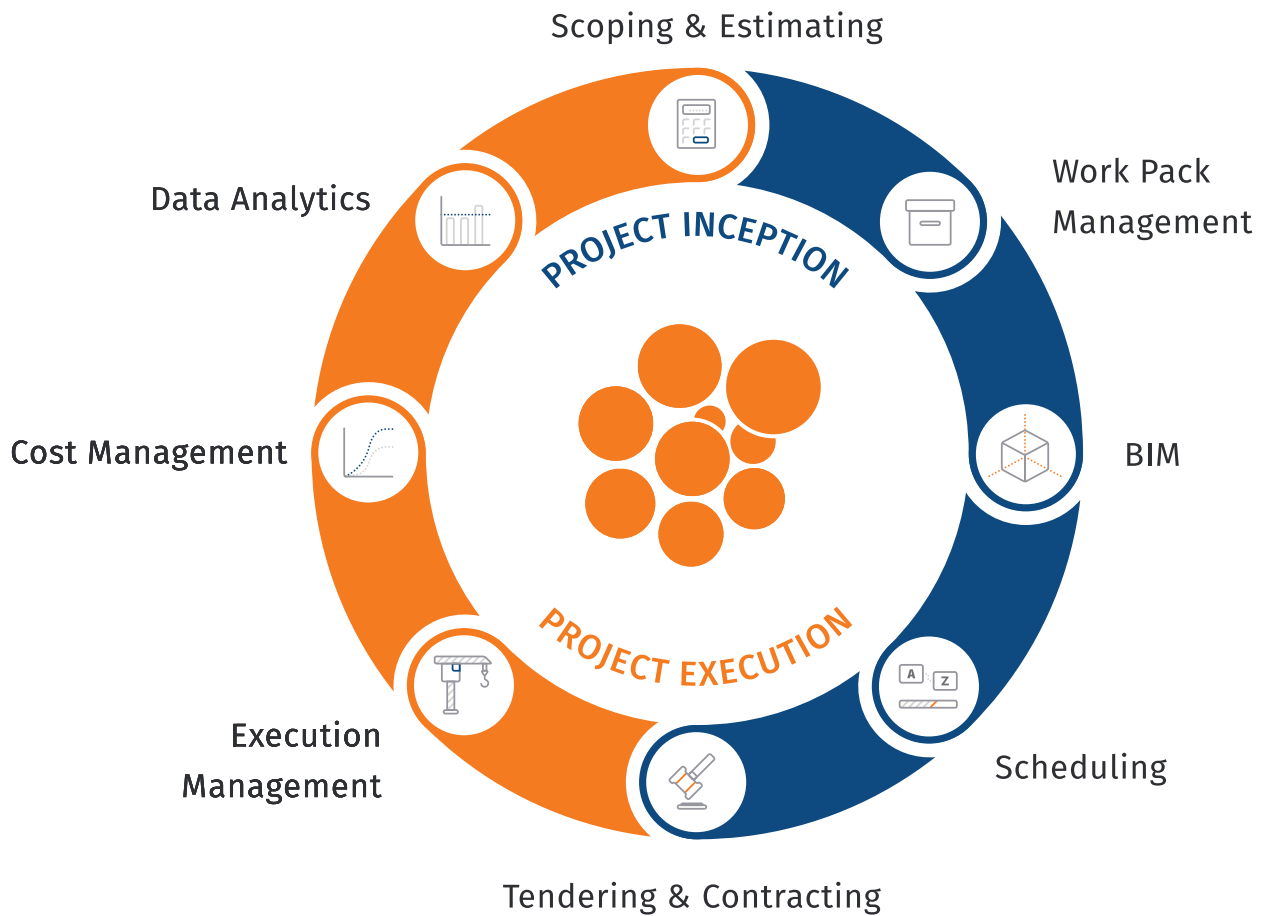 Scoping & Estimating
Work Pack
Management
Data Analytics
PROJECT INCEPTION
Cost Management
BIM
PROJECT EXECUTION
A
Z
Execution
Management
Scheduling
Tendering & Contracting